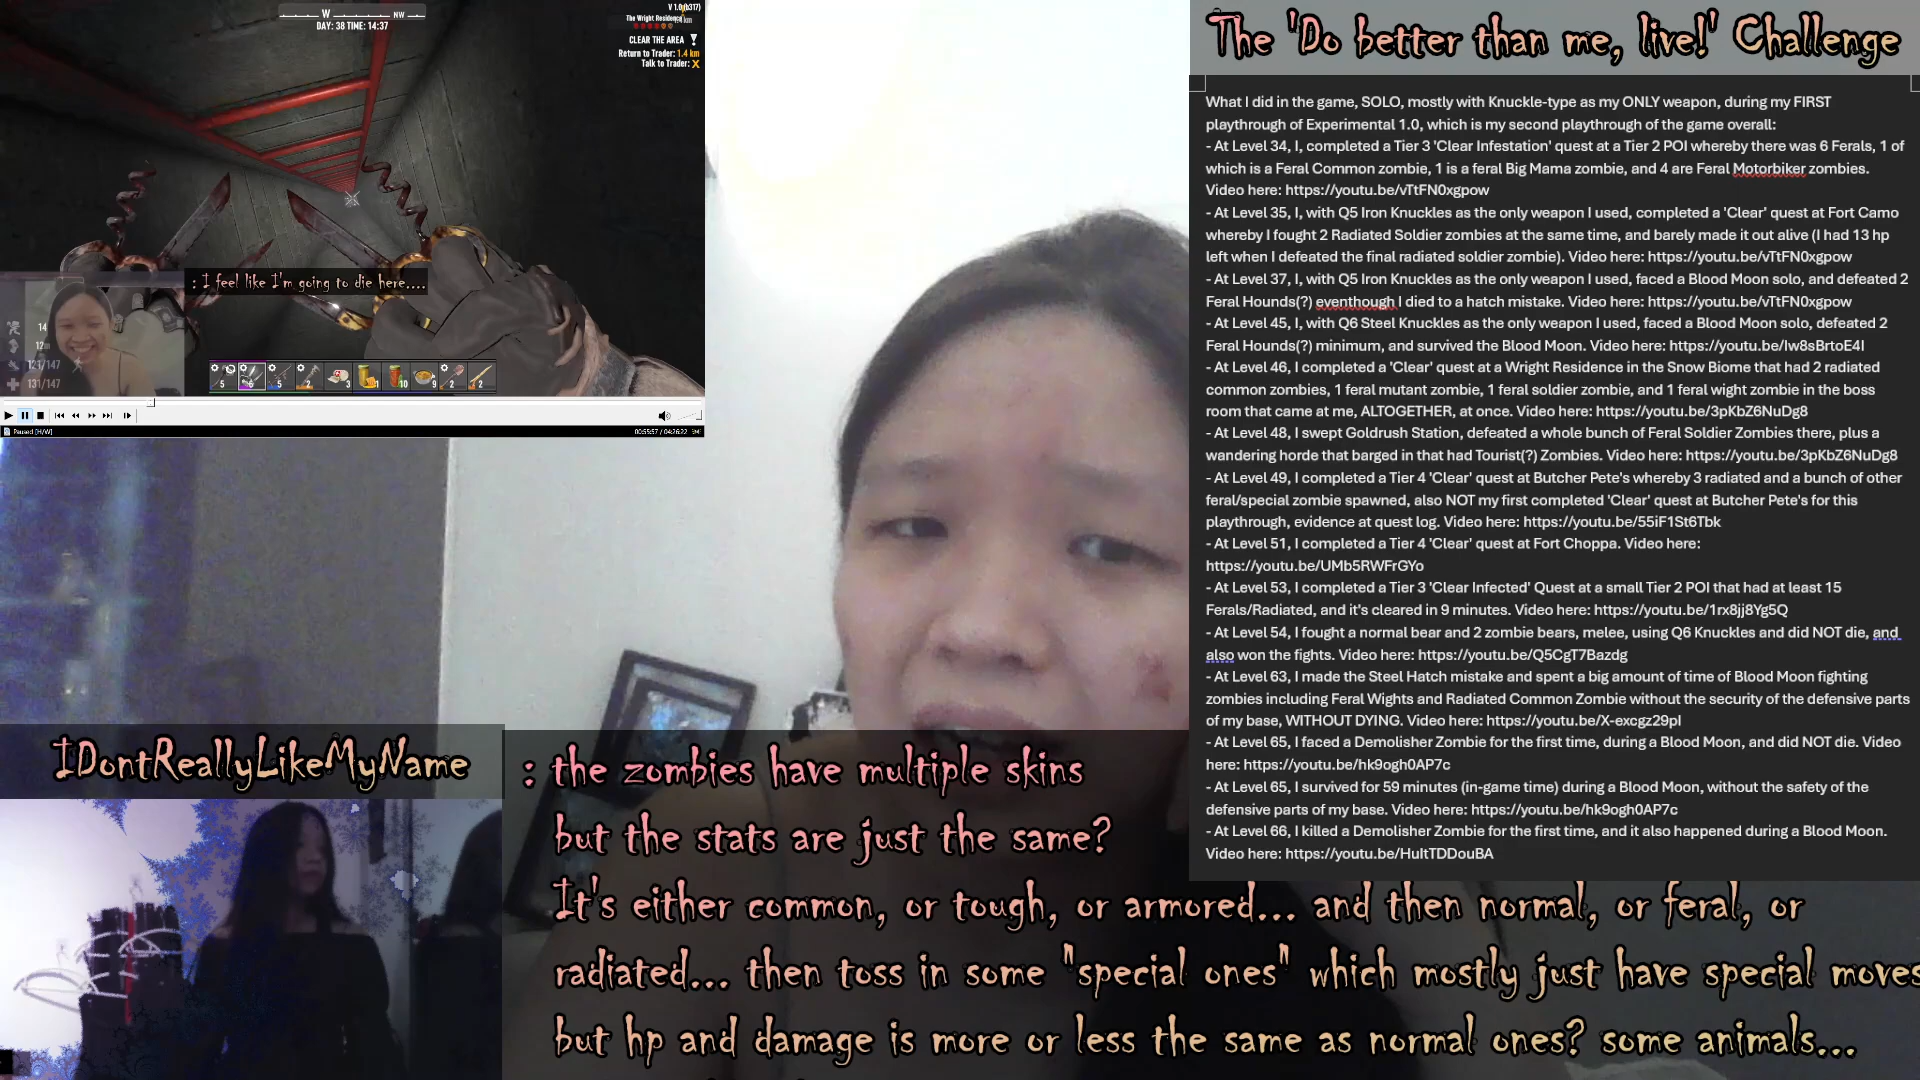 W
NW
DAY: 38 TIME: 14:37
V 1.0 (b317)
The Wright Residence
CLEAR THE AREA
Return to Trader: 1.4 km
Talk to Trader:
: I feel like I'm going to die here....
14
12
121/147
131/147
5
6
5
2
3
1
10
9
2
2
Paused [H/W]
00:55:57 / 04:26:22
The 'Do better than me, live!' Challenge
What I did in the game, SOLO, mostly with Knuckle-type as my ONLY weapon, during my FIRST
playthrough of Experimental 1.0, which is my second playthrough of the game overall:
- At Level 34, I, completed a Tier 3 'Clear Infestation' quest at a Tier 2 POI whereby there was 6 Ferals, 1 of
which is a Feral Common zombie, 1 is a feral Big Mama zombie, and 4 are Feral Motorbiker zombies.
Video here: https://youtu.be/vTtFN0xgpow
- At Level 35, I, with Q5 Iron Knuckles as the only weapon I used, completed a 'Clear' quest at Fort Camo
whereby I fought 2 Radiated Soldier zombies at the same time, and barely made it out alive (I had 13 hp
left when I defeated the final radiated soldier zombie). Video here: https://youtu.be/vTtFN0xgpow
- At Level 37, I, with Q5 Iron Knuckles as the only weapon I used, faced a Blood Moon solo, and defeated 2
Feral Hounds(?) eventhough I died to a hatch mistake. Video here: https://youtu.be/vTtFN0xgpow
- At Level 45, I, with Q6 Steel Knuckles as the only weapon I used, faced a Blood Moon solo, defeated 2
Feral Hounds(?) minimum, and survived the Blood Moon. Video here: https://youtu.be/Iw8sBrtoE4I
- At Level 46, I completed a 'Clear' quest at a Wright Residence in the Snow Biome that had 2 radiated
common zombies, 1 feral mutant zombie, 1 feral soldier zombie, and 1 feral wight zombie in the boss
room that came at me, ALTOGETHER, at once. Video here: https://youtu.be/3pKbZ6NuDg8
- At Level 48, I swept Goldrush Station, defeated a whole bunch of Feral Soldier Zombies there, plus a
wandering horde that barged in that had Tourist(?) Zombies. Video here: https://youtu.be/3pKbZ6NuDg8
- At Level 49, I completed a Tier 4 'Clear' quest at Butcher Pete's whereby 3 radiated and a bunch of other
feral/special zombie spawned, also NOT my first completed 'Clear' quest at Butcher Pete's for this
playthrough, evidence at quest log. Video here: https://youtu.be/55iF1St6Tbk
- At Level 51, I completed a Tier 4 'Clear' quest at Fort Choppa. Video here:
https://youtu.be/UMb5RWFrGYo
- At Level 53, I completed a Tier 3 'Clear Infected' Quest at a small Tier 2 POI that had at least 15
Ferals/Radiated, and it's cleared in 9 minutes. Video here: https://youtu.be/1rx8jj8Yg5Q
- At Level 54, I fought a normal bear and 2 zombie bears, melee, using Q6 Knuckles and did NOT die, and
also won the fights. Video here: https://youtu.be/Q5CgT7Bazdg
- At Level 63, I made the Steel Hatch mistake and spent a big amount of time of Blood Moon fighting
zombies including Feral Wights and Radiated Common Zombie without the security of the defensive parts
of my base, WITHOUT DYING. Video here: https://youtu.be/X-excgz29pI
- At Level 65, I faced a Demolisher Zombie for the first time, during a Blood Moon, and did NOT die. Video
here: https://youtu.be/hk9ogh0AP7c
- At Level 65, I survived for 59 minutes (in-game time) during a Blood Moon, without the safety of the
defensive parts of my base. Video here: https://youtu.be/hk9ogh0AP7c
- At Level 66, I killed a Demolisher Zombie for the first time, and it also happened during a Blood Moon.
Video here: https://youtu.be/HuItTDDouBA
IDontReallyLikeMyName
: the zombies have multiple skins
but the stats are just the same?
It's either common, or tough, or armored... and then normal, or feral, or
radiated... then toss in some "special ones" which mostly just have special moves
but hp and damage is more or less the same as normal ones? some animals...